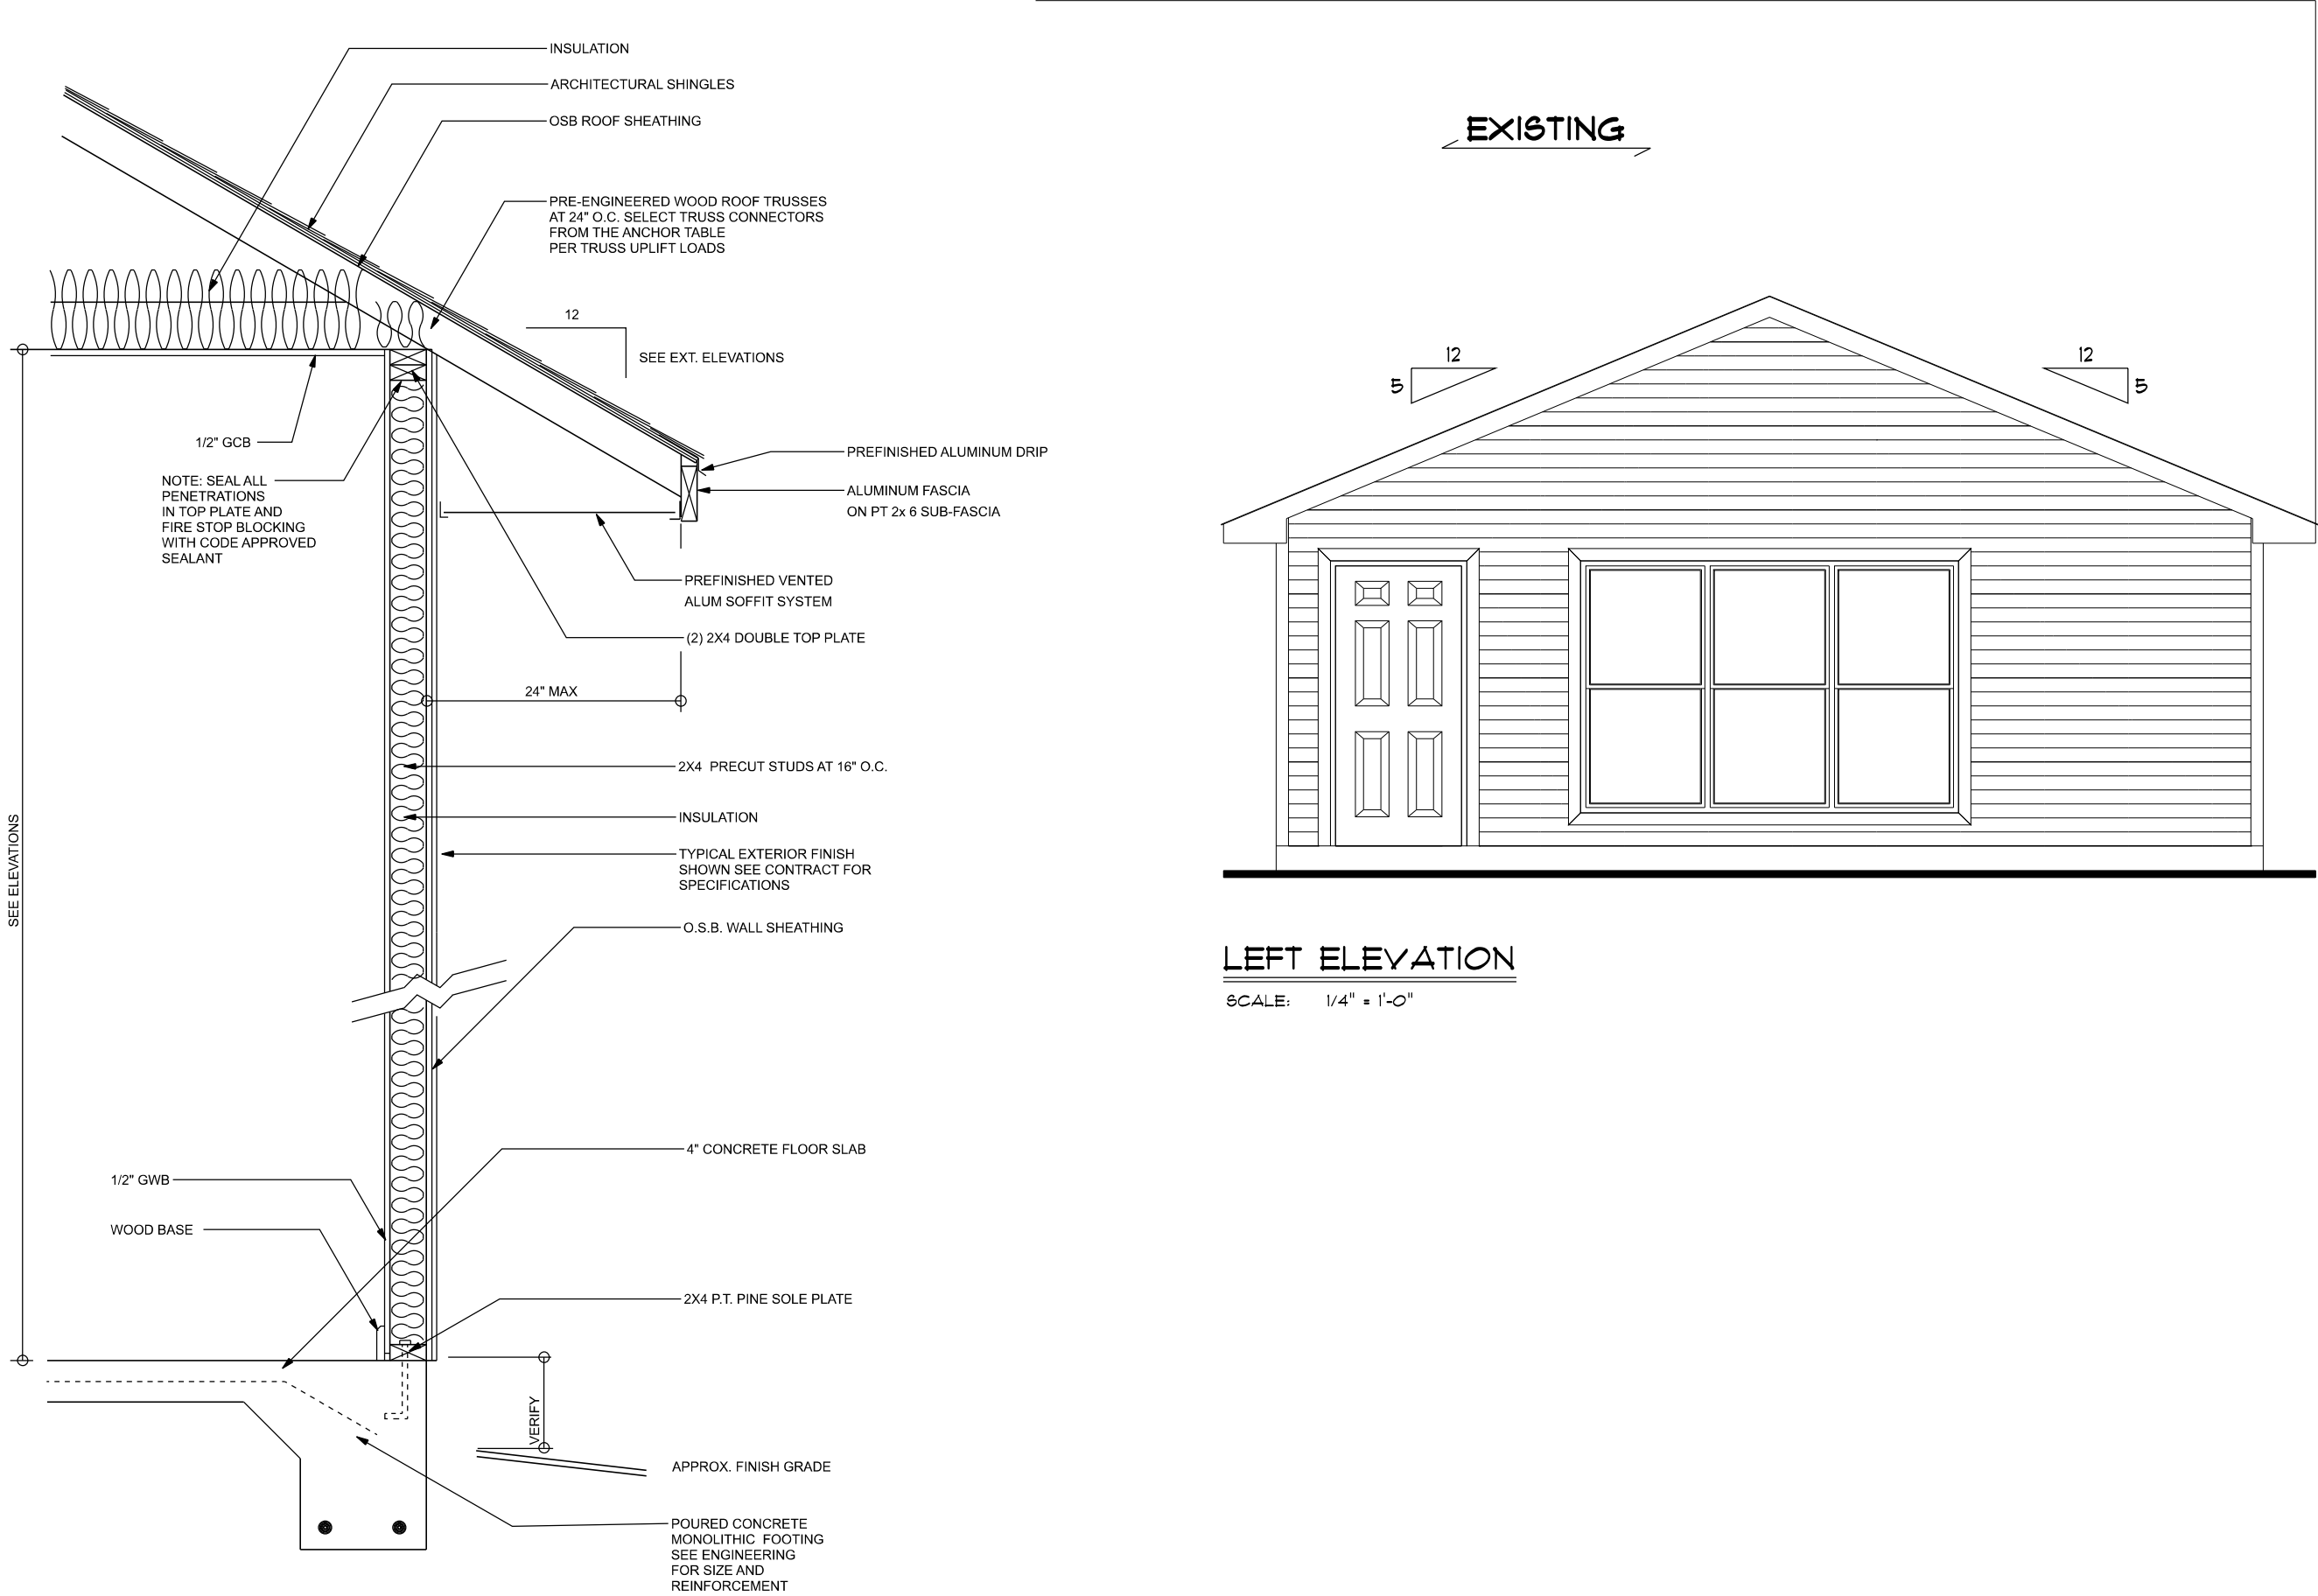 INSULATION
ARCHITECTURAL SHINGLES
OSB ROOF SHEATHING
PRE-ENGINEERED WOOD ROOF TRUSSES
AT 24" O.C. SELECT TRUSS CONNECTORS
FROM THE ANCHOR TABLE
PER TRUSS UPLIFT LOADS
12
SEE EXT. ELEVATIONS
1/2" GCB
NOTE: SEAL ALL
PENETRATIONS
IN TOP PLATE AND
FIRE STOP BLOCKING
WITH CODE APPROVED
SEALANT
PREFINISHED ALUMINUM DRIP
ALUMINUM FASCIA
ON PT 2x 6 SUB-FASCIA
PREFINISHED VENTED
ALUM SOFFIT SYSTEM
(2) 2X4 DOUBLE TOP PLATE
24" MAX
2X4 PRECUT STUDS AT 16" O.C.
INSULATION
TYPICAL EXTERIOR FINISH
SHOWN SEE CONTRACT FOR
SPECIFICATIONS
SEE ELEVATIONS
O.S.B. WALL SHEATHING
4" CONCRETE FLOOR SLAB
1/2" GWB
WOOD BASE
2X4 P.T. PINE SOLE PLATE
VERIFY
APPROX. FINISH GRADE
POURED CONCRETE
MONOLITHIC FOOTING
SEE ENGINEERING
FOR SIZE AND
REINFORCEMENT
EXISTING
12
5
12
5
LEFT ELEVATION
SCALE: 1/4" = 1'-0"